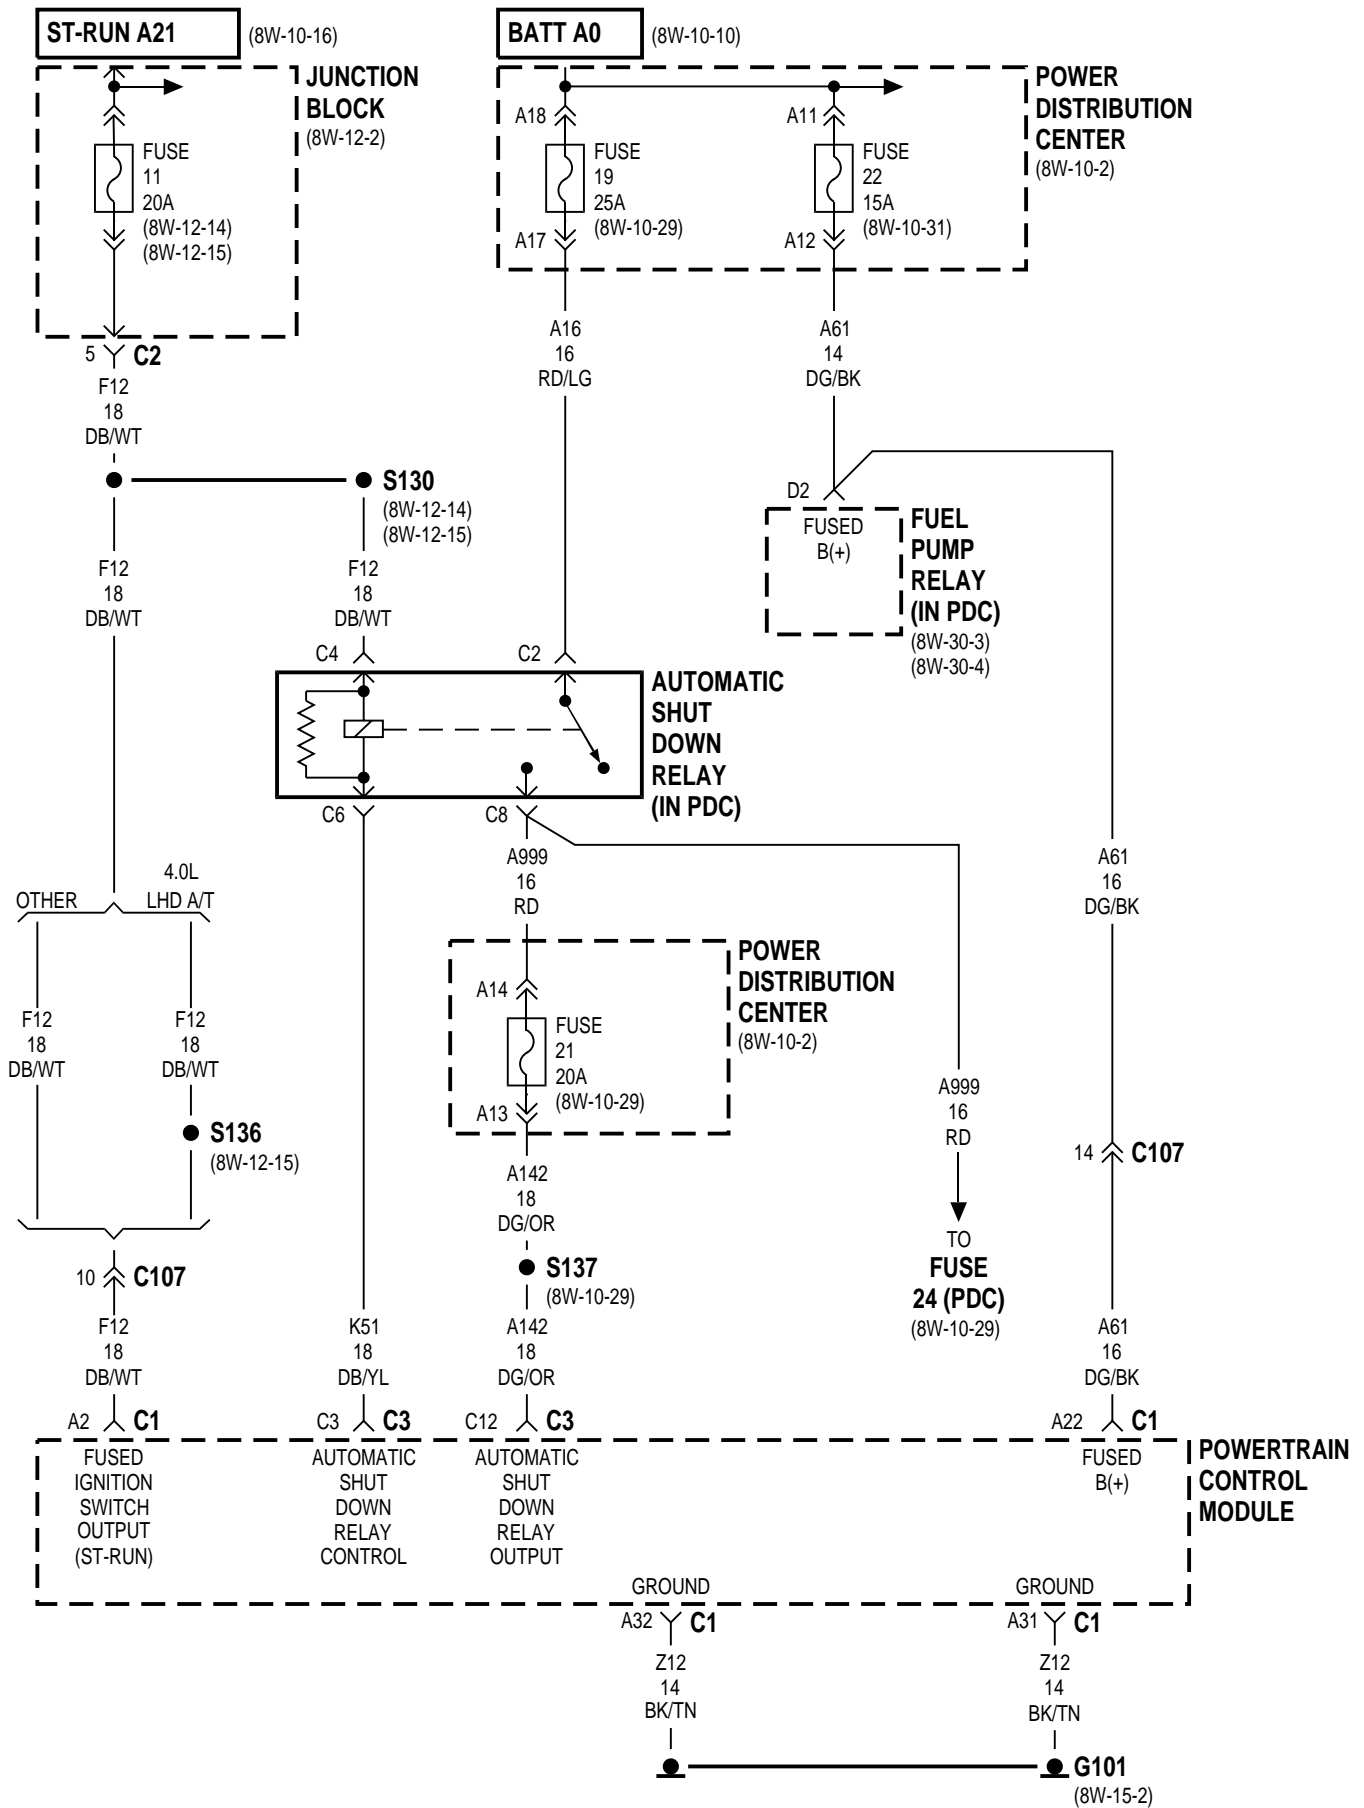 ST-RUN A21 (8W-10-16)
BATT A0 (8W-10-10)
JUNCTION
BLOCK
(8W-12-2)
FUSE
11
20A
(8W-12-14)
(8W-12-15)
POWER
DISTRIBUTION
CENTER
(8W-10-2)
A18
FUSE
19
25A
(8W-10-29)
A17
A11
FUSE
22
15A
(8W-10-31)
A12
5 C2
F12
18
DB/WT
A16
16
RD/LG
A61
14
DG/BK
S130
(8W-12-14)
(8W-12-15)
D2
FUSED
B(+)
FUEL
PUMP
RELAY
(IN PDC)
(8W-30-3)
(8W-30-4)
F12
18
DB/WT
F12
18
DB/WT
C4
C2
AUTOMATIC
SHUT
DOWN
RELAY
(IN PDC)
C6
C8
A999
16
RD
A61
16
DG/BK
4.0L
OTHER
LHD A/T
POWER
DISTRIBUTION
CENTER
(8W-10-2)
A14
FUSE
21
20A
(8W-10-29)
A13
F12
18
DB/WT
F12
18
DB/WT
A999
16
RD
S136
(8W-12-15)
14 C107
A142
18
DG/OR
TO
FUSE
24 (PDC)
(8W-10-29)
S137
(8W-10-29)
10 C107
F12
18
DB/WT
K51
18
DB/YL
A142
18
DG/OR
A61
16
DG/BK
A2 C1
C3 C3
C12 C3
A22 C1
FUSED
IGNITION
SWITCH
OUTPUT
(ST-RUN)
AUTOMATIC
SHUT
DOWN
RELAY
CONTROL
AUTOMATIC
SHUT
DOWN
RELAY
OUTPUT
FUSED
B(+)
POWERTRAIN
CONTROL
MODULE
GROUND
GROUND
A32 C1
A31 C1
Z12
14
BK/TN
Z12
14
BK/TN
G101
(8W-15-2)